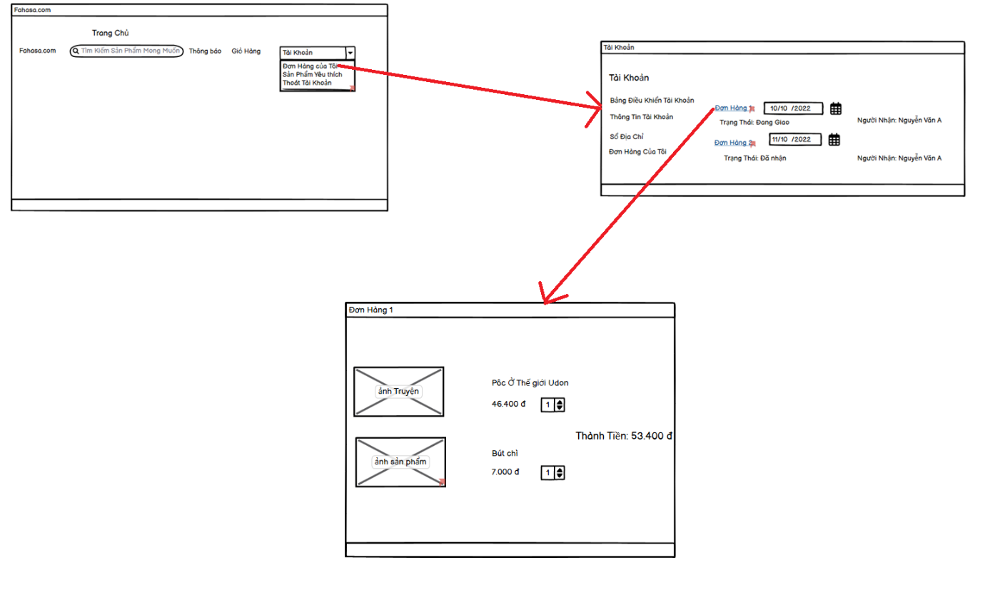 Fahasa.com
Trang Chủ
Fahasa.com
Tìm Kiếm Sản Phẩm Mong Muốn
Thông báo
Giỏ Hàng
Tài Khoản
Đơn Hàng của Tôi
Sản Phẩm Yêu thích
Thoát Tài Khoản
Tài Khoản
Tài Khoản
Bảng Điều Khiển Tài Khoản
Thông Tin Tài Khoản
Sổ Địa Chỉ
Đơn Hàng Của Tôi
Đơn Hàng 1
10/10 /2022
Trạng Thái: Đang Giao
Người Nhận: Nguyễn Văn A
Đơn Hàng 2
11/10 /2022
Trạng Thái: Đã nhận
Người Nhận: Nguyễn Văn A
Đơn Hàng 1
ảnh Truyện
Pôc Ở Thế giới Udon
46.400 đ
1
Thành Tiền: 53.400 đ
ảnh sản phẩm
Bút chì
7.000 đ
1